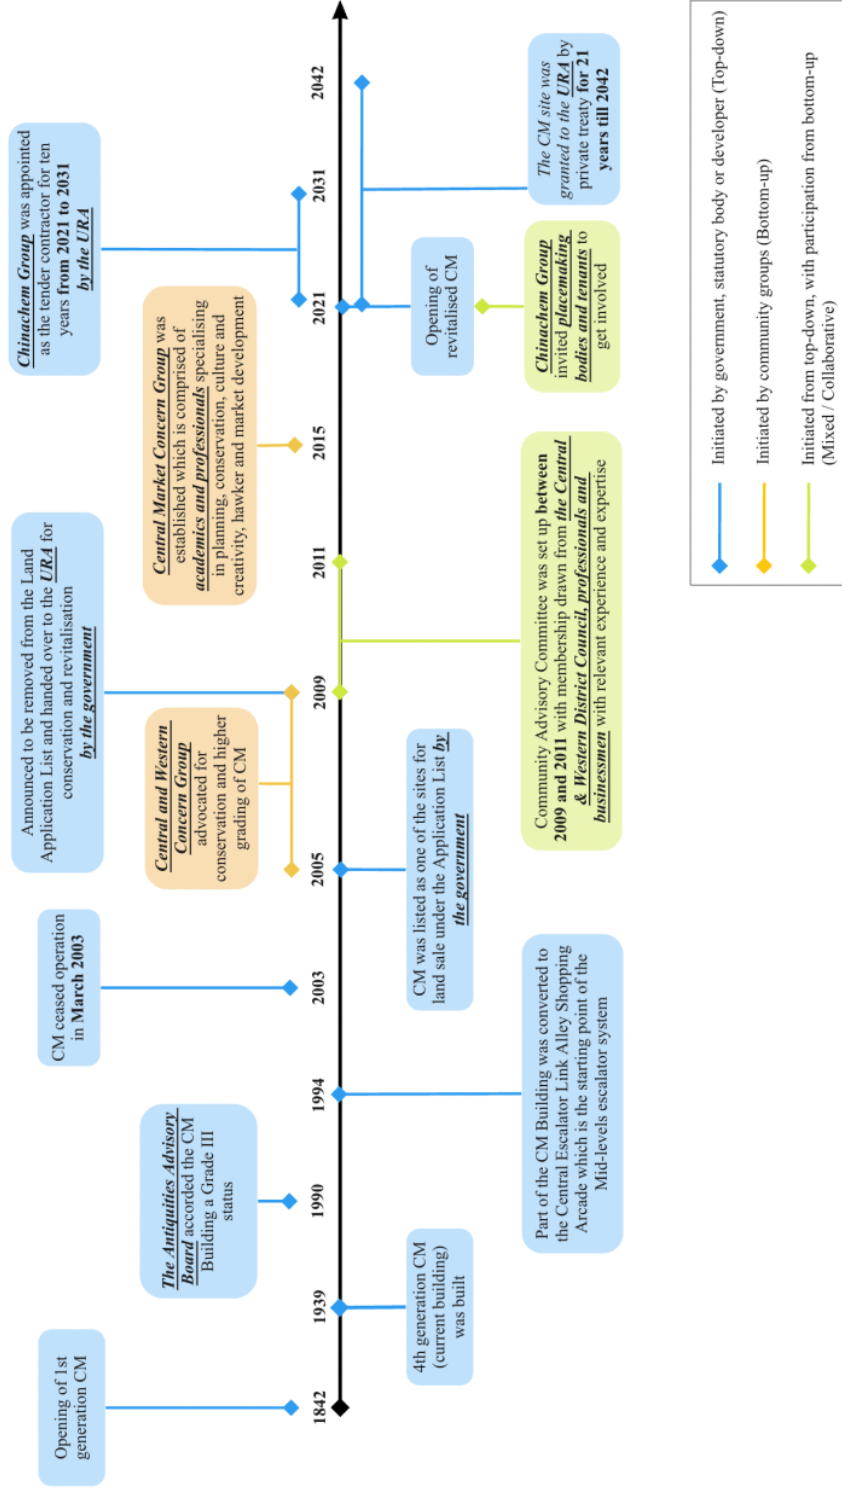 Opening of 1st
generation CM
The Antiquities Advisory
Board accorded the CM
Building a Grade III
status
CM ceased operation
in March 2003
Central and Western
Concern Group
advocated for
conservation and higher
grading of CM
Announced to be removed from the Land
Application List and handed over to the URA for
conservation and revitalisation
by the government
Central Market Concern Group was
established which is comprised of
academics and professionals specialising
in planning, conservation, culture and
creativity, hawker and market development
Chinachem Group was appointed
as the tender contractor for ten
years from 2021 to 2031
by the URA
1842
1939
1990
1994
2003
2005
2009
2011
2015
2021
2031
2042
4th generation CM
(current building)
was built
Part of the CM Building was converted to
the Central Escalator Link Alley Shopping
Arcade which is the starting point of the
Mid-levels escalator system
CM was listed as one of the sites for
land sale under the Application List by
the government
Community Advisory Committee was set up between
2009 and 2011 with membership drawn from the Central
& Western District Council, professionals and
businessmen with relevant experience and expertise
Opening of
revitalised CM
Chinachem Group
invited placemaking
bodies and tenants to
get involved
The CM site was
granted to the URA by
private treaty for 21
years till 2042
Initiated by government, statutory body or developer (Top-down)
Initiated by community groups (Bottom-up)
Initiated from top-down, with participation from bottom-up
(Mixed / Collaborative)